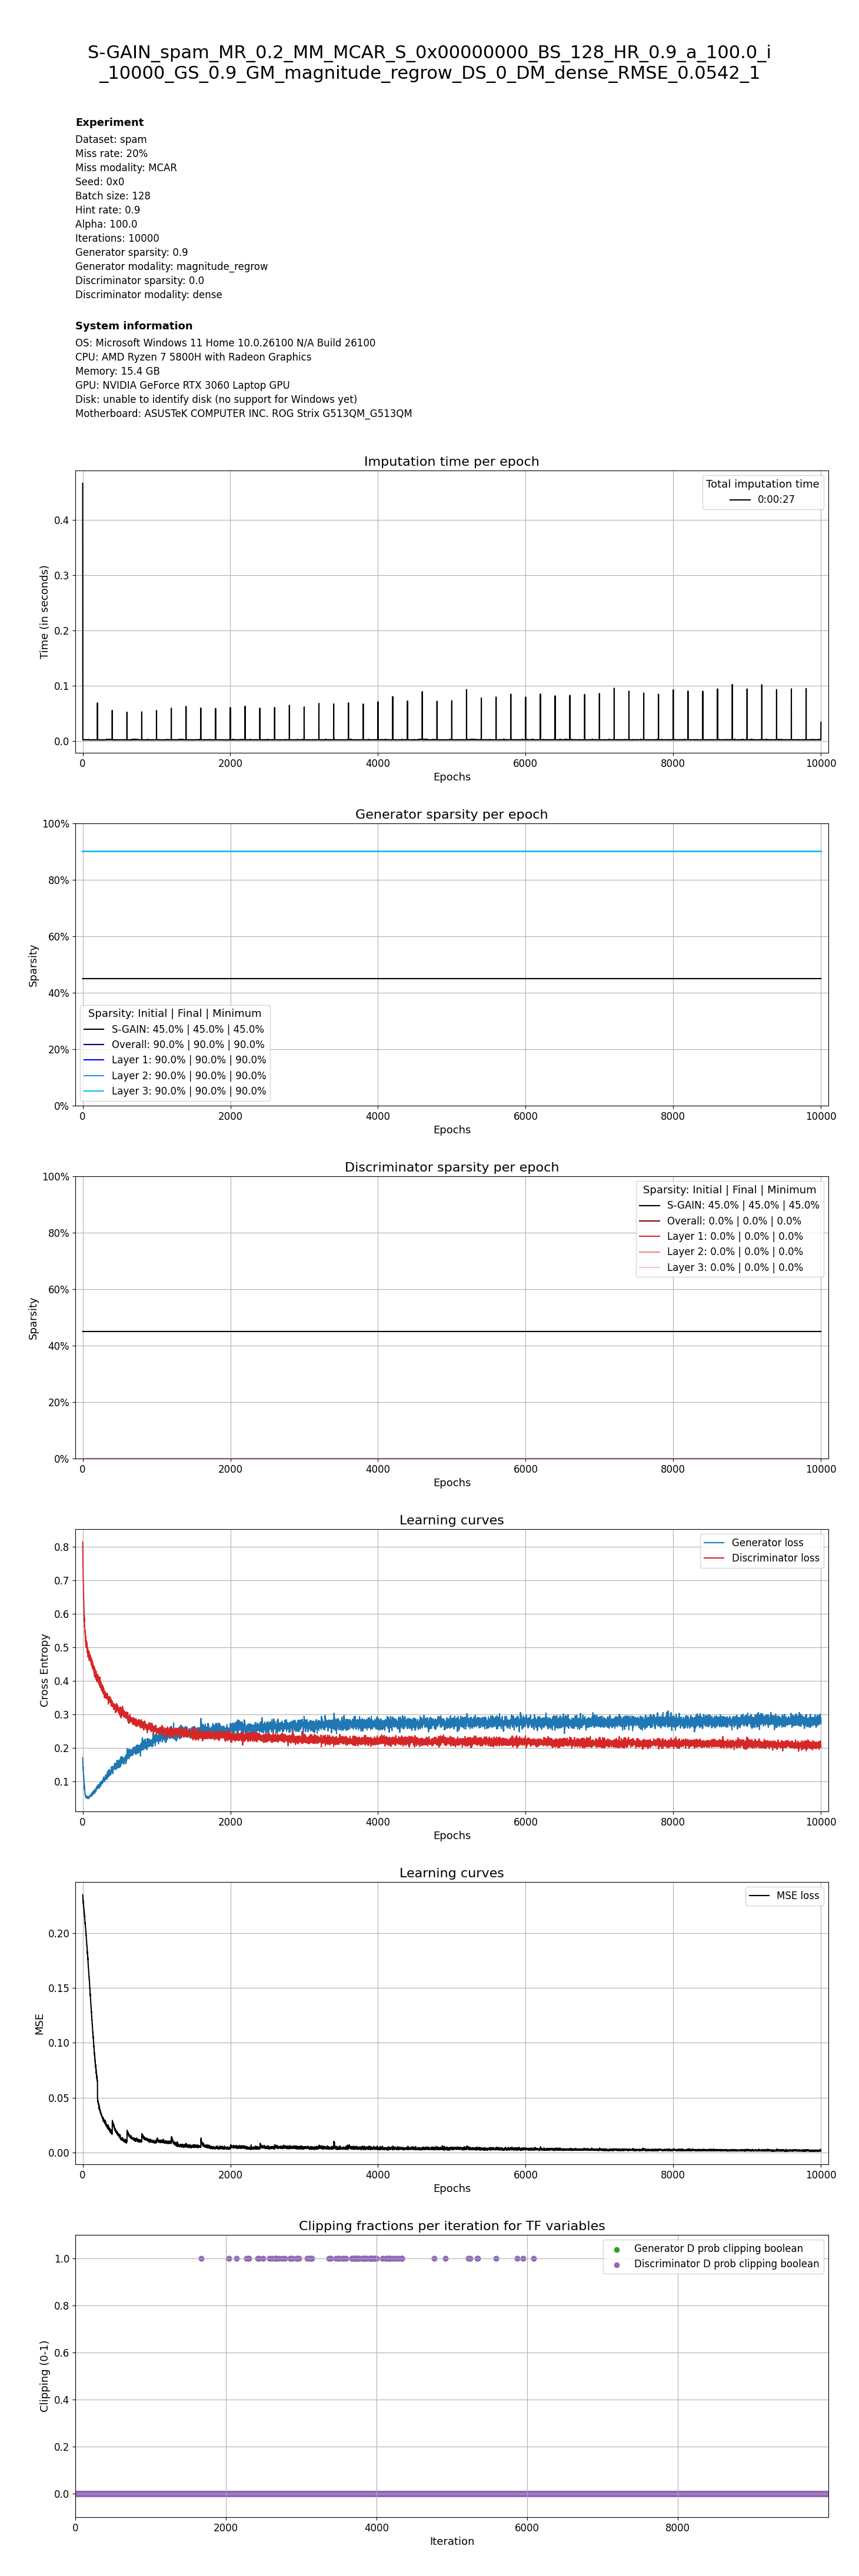 S-GAIN_spam_MR_0.2_MM_MCAR_S_0x00000000_BS_128_HR_0.9_a_100.0_i
_10000_GS_0.9_GM_magnitude_regrow_DS_0_DM_dense_RMSE_0.0542_1
Experiment
Dataset: spam
Miss rate: 20%
Miss modality: MCAR
Seed: 0x0
Batch size: 128
Hint rate: 0.9
Alpha: 100.0
Iterations: 10000
Generator sparsity: 0.9
Generator modality: magnitude_regrow
Discriminator sparsity: 0.0
Discriminator modality: dense
System information
OS: Microsoft Windows 11 Home 10.0.26100 N/A Build 26100
CPU: AMD Ryzen 7 5800H with Radeon Graphics
Memory: 15.4 GB
GPU: NVIDIA GeForce RTX 3060 Laptop GPU
Disk: unable to identify disk (no support for Windows yet)
Motherboard: ASUSTeK COMPUTER INC. ROG Strix G513QM_G513QM
Imputation time per epoch
Total imputation time
0:00:27
Time (in seconds)
0.4
0.3
0.2
0.1
0.0
0 2000 4000 6000 8000 10000
Epochs
Generator sparsity per epoch
Sparsity
100%
80%
60%
40%
20%
0%
Sparsity: Initial | Final | Minimum
S-GAIN: 45.0% | 45.0% | 45.0%
Overall: 90.0% | 90.0% | 90.0%
Layer 1: 90.0% | 90.0% | 90.0%
Layer 2: 90.0% | 90.0% | 90.0%
Layer 3: 90.0% | 90.0% | 90.0%
0 2000 4000 6000 8000 10000
Epochs
Discriminator sparsity per epoch
Sparsity: Initial | Final | Minimum
S-GAIN: 45.0% | 45.0% | 45.0%
Overall: 0.0% | 0.0% | 0.0%
Layer 1: 0.0% | 0.0% | 0.0%
Layer 2: 0.0% | 0.0% | 0.0%
Layer 3: 0.0% | 0.0% | 0.0%
Sparsity
100%
80%
60%
40%
20%
0%
0 2000 4000 6000 8000 10000
Epochs
Learning curves
Generator loss
Discriminator loss
Cross Entropy
0.8
0.7
0.6
0.5
0.4
0.3
0.2
0.1
0 2000 4000 6000 8000 10000
Epochs
Learning curves
MSE loss
MSE
0.20
0.15
0.10
0.05
0.00
0 2000 4000 6000 8000 10000
Epochs
Clipping fractions per iteration for TF variables
Generator D prob clipping boolean
Discriminator D prob clipping boolean
Clipping (0-1)
1.0
0.8
0.6
0.4
0.2
0.0
0 2000 4000 6000 8000
Iteration